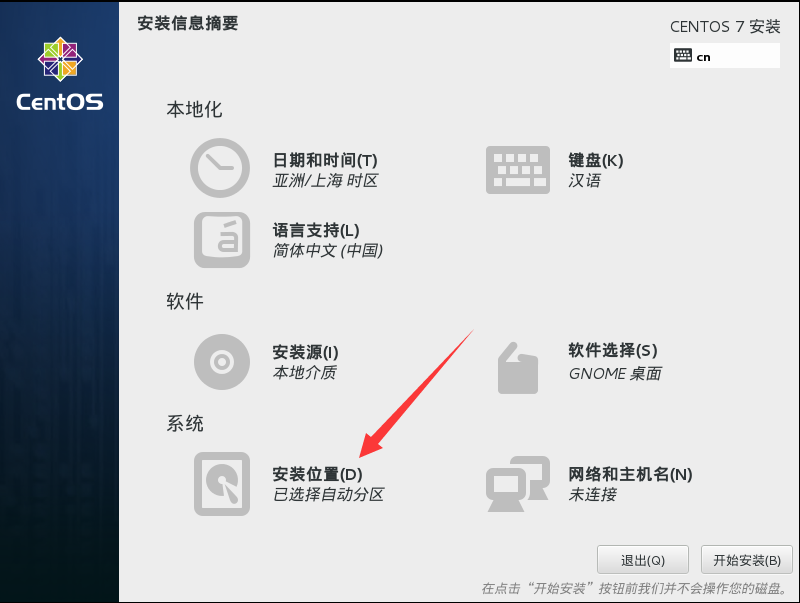 安装信息摘要
CENTOS 7 安装
cn
CentOS
本地化
日期和时间(T)
亚洲/上海 时区
键盘(K)
汉语
语言支持(L)
简体中文 (中国)
软件
安装源(I)
本地介质
软件选择(S)
GNOME 桌面
系统
安装位置(D)
已选择自动分区
网络和主机名(N)
未连接
退出(Q)
开始安装(B)
在点击“开始安装”按钮前我们并不会操作您的磁盘。